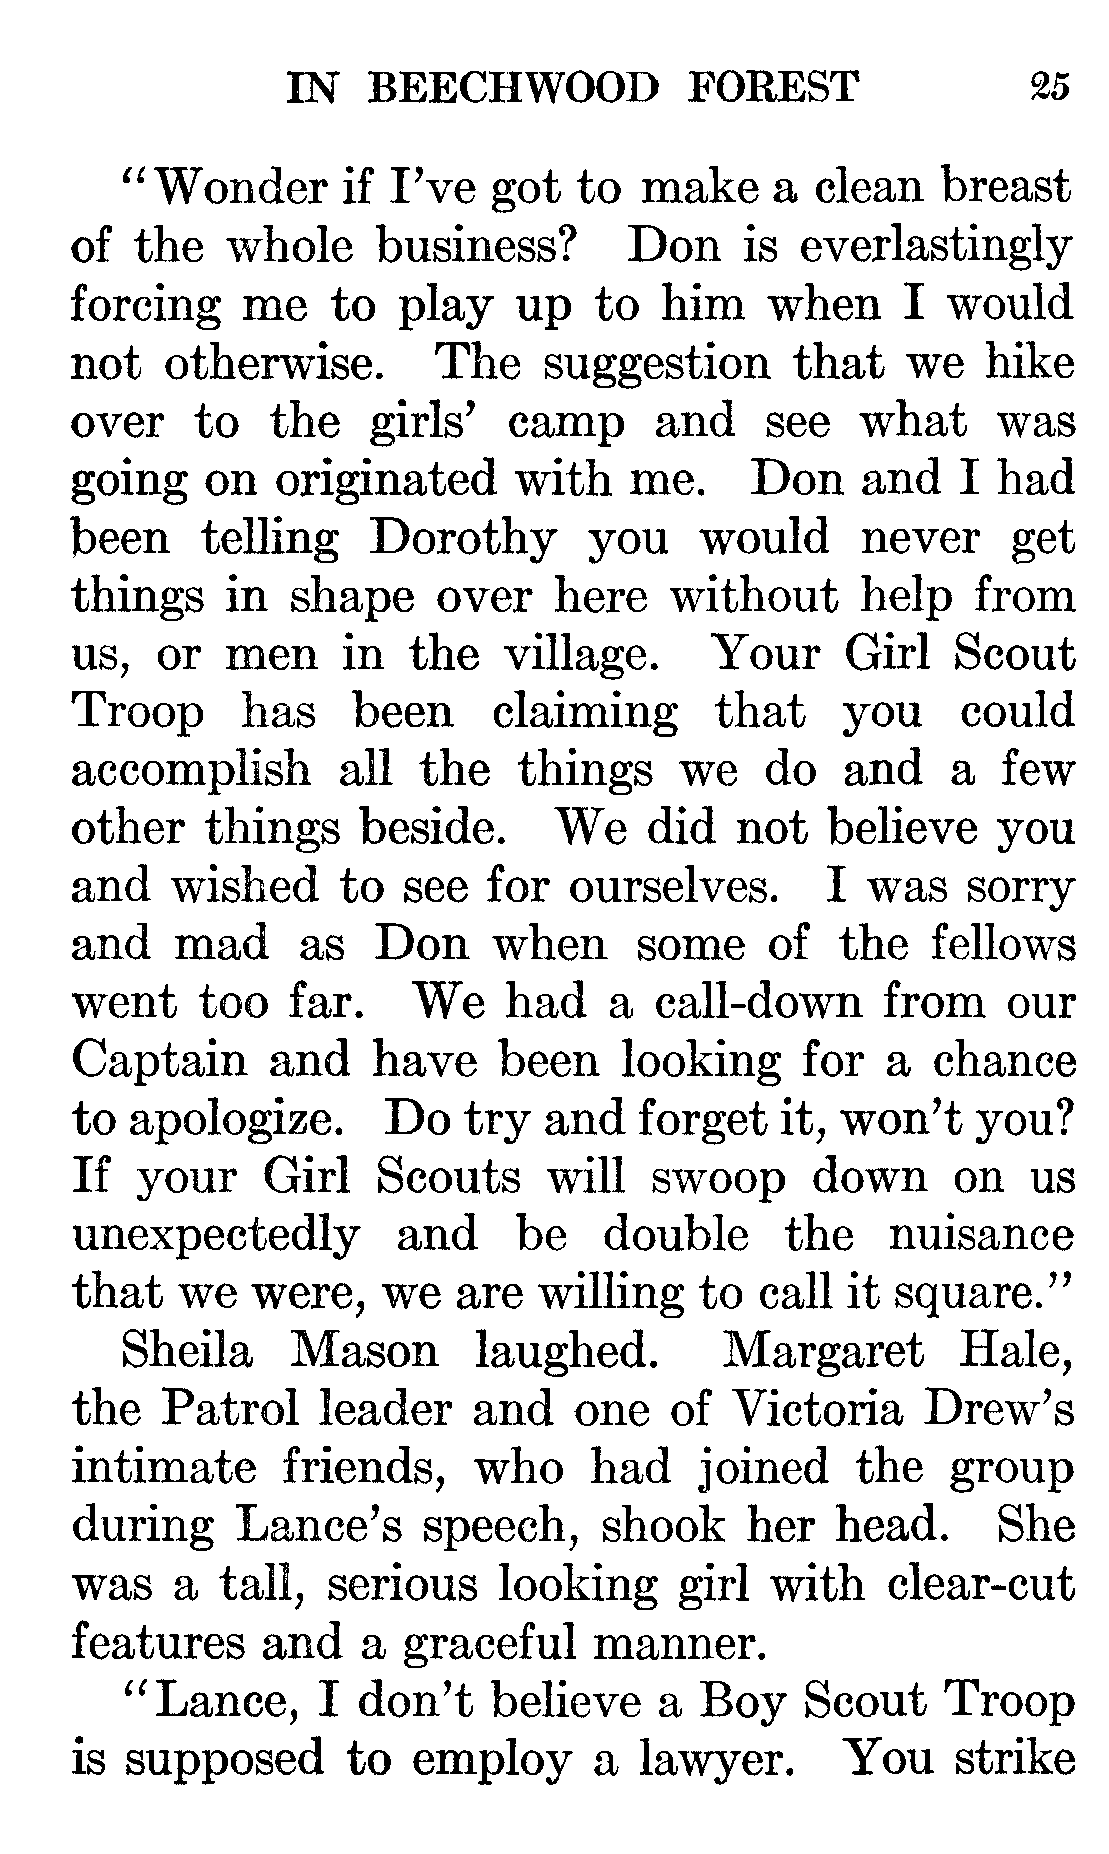 IN BEECHWOOD FOREST 25
"Wonder if I've got to make a clean breast
of the whole business? Don is everlastingly
forcing me to play up to him when I would
not otherwise. The suggestion that we hike
over to the girls' camp and see what was
going on originated with me. Don and I had
been telling Dorothy you would never get
things in shape over here without help from
us, or men in the village. Your Girl Scout
Troop has been claiming that you could
accomplish all the things we do and a few
other things beside. We did not believe you
and wished to see for ourselves. I was sorry
and mad as Don when some of the fellows
went too far. We had a call-down from our
Captain and have been looking for a chance
to apologize. Do try and forget it, won't you?
If your Girl Scouts will swoop down on us
unexpectedly and be double the nuisance
that we were, we are willing to call it square."
Sheila Mason laughed. Margaret Hale,
the Patrol leader and one of Victoria Drew's
intimate friends, who had joined the group
during Lance's speech, shook her head. She
was a tall, serious looking girl with clear-cut
features and a graceful manner.
"Lance, I don't believe a Boy Scout Troop
is supposed to employ a lawyer. You strike